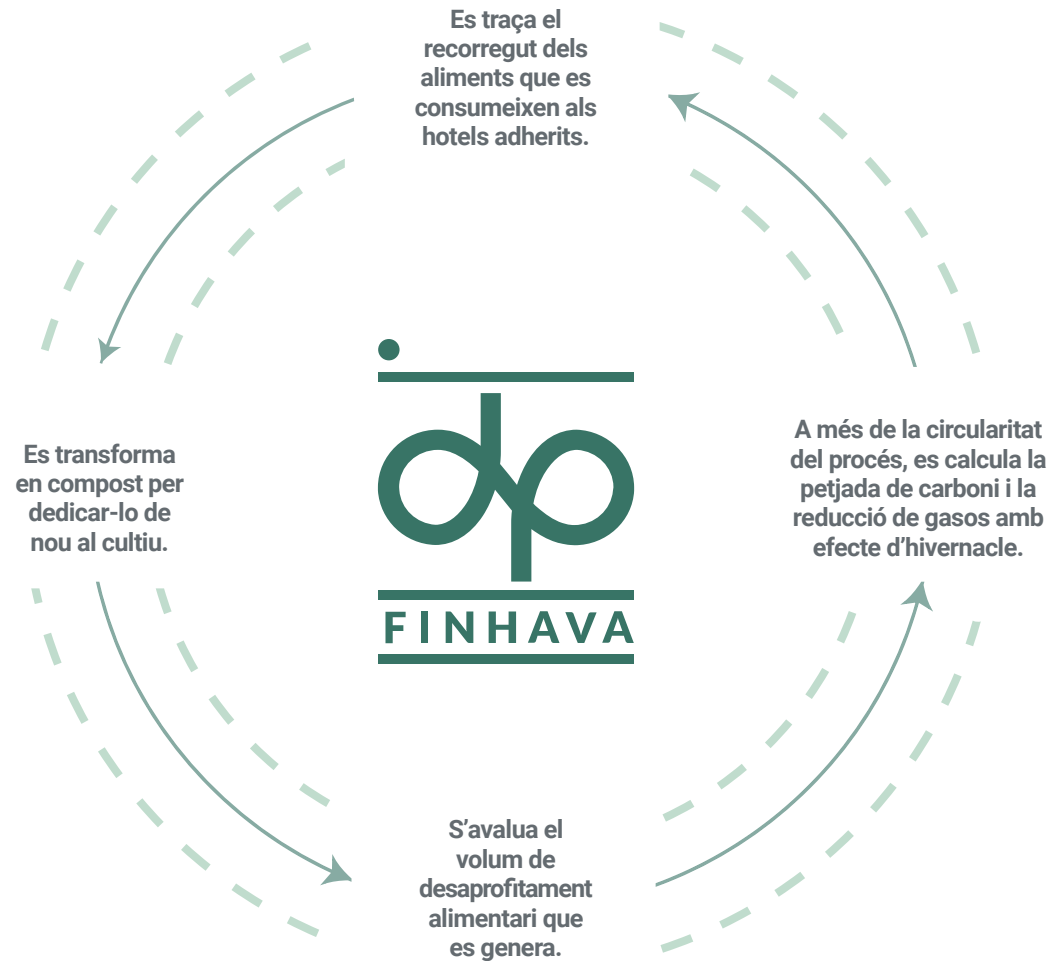 Es traça el
recorregut dels
aliments que es
consumeixen als
hotels adherits.
Es transforma
en compost per
dedicar-lo de
nou al cultiu.
A més de la circularitat
del procés, es calcula la
petjada de carboni i la
reducció de gasos amb
efecte d’hivernacle.
FINHAVA
S’avalua el
volum de
desaprofitament
alimentari que
es genera.